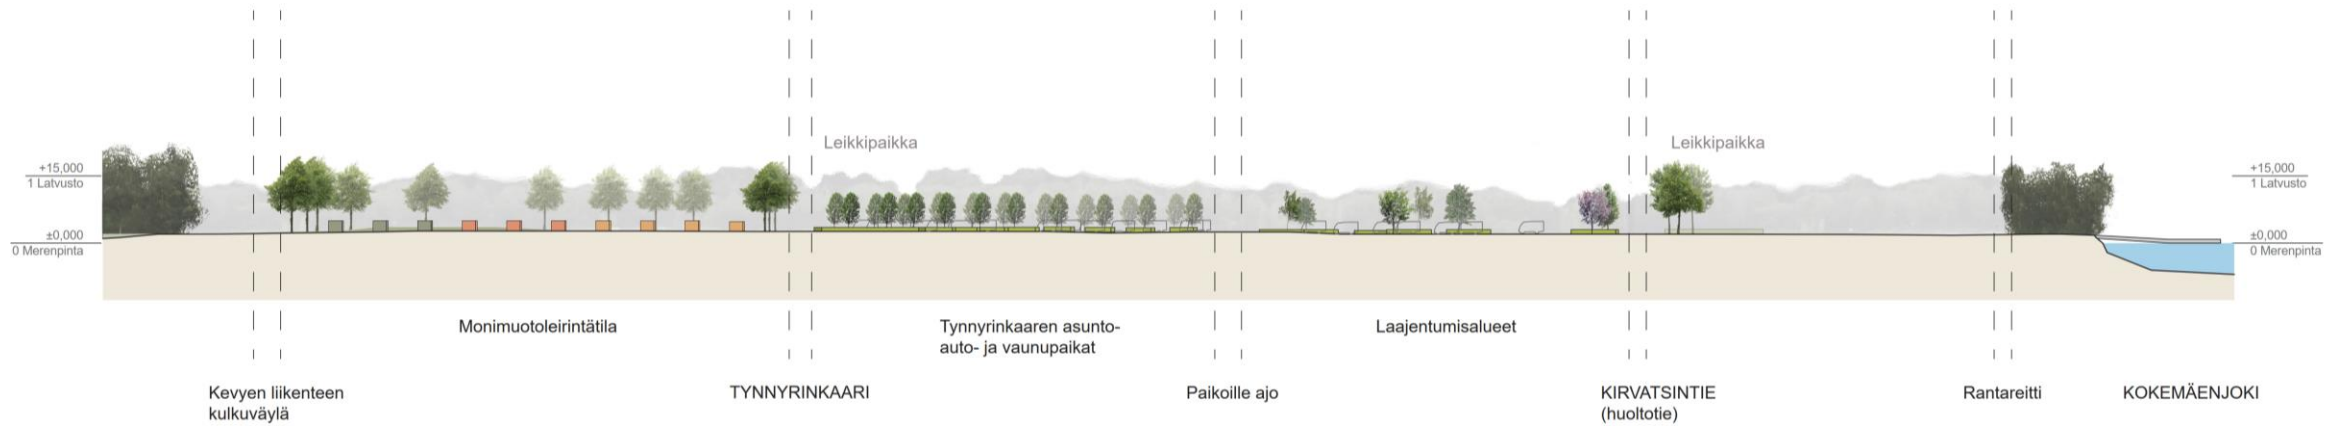 Leikkipaikka
Leikkipaikka
+15,000
1 Latvusto
+15,000
1 Latvusto
±0,000
0 Merenpinta
±0,000
0 Merenpinta
Monimuotoleirintätila
Tynnyrinkaaren asunto-
auto- ja vaunupaikat
Laajentumisalueet
Kevyen liikenteen
kulkuväylä
TYNNYRINKAARI
Paikoille ajo
KIRVATSINTIE
(huoltotie)
Rantareitti
KOKEMÄENJOKI